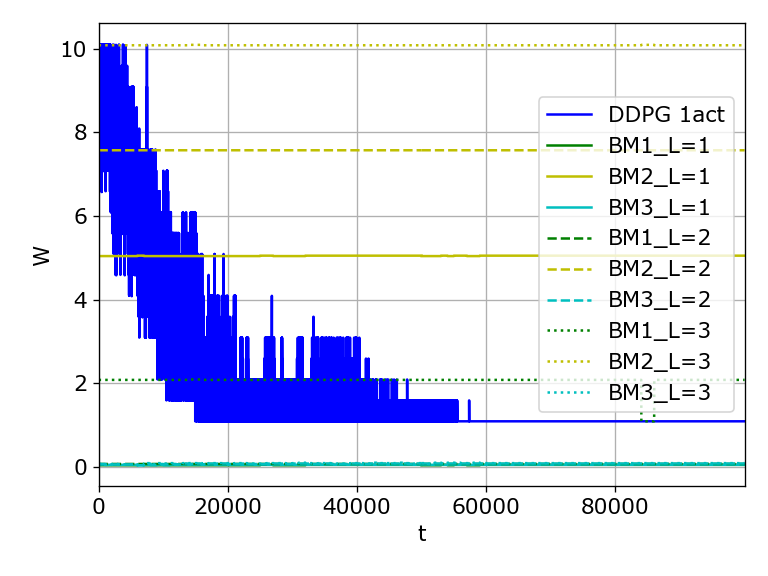 10
8
6
4
2
0
W
0 20000 40000 60000 80000
t
DDPG 1act
BM1_L=1
BM2_L=1
BM3_L=1
BM1_L=2
BM2_L=2
BM3_L=2
BM1_L=3
BM2_L=3
BM3_L=3